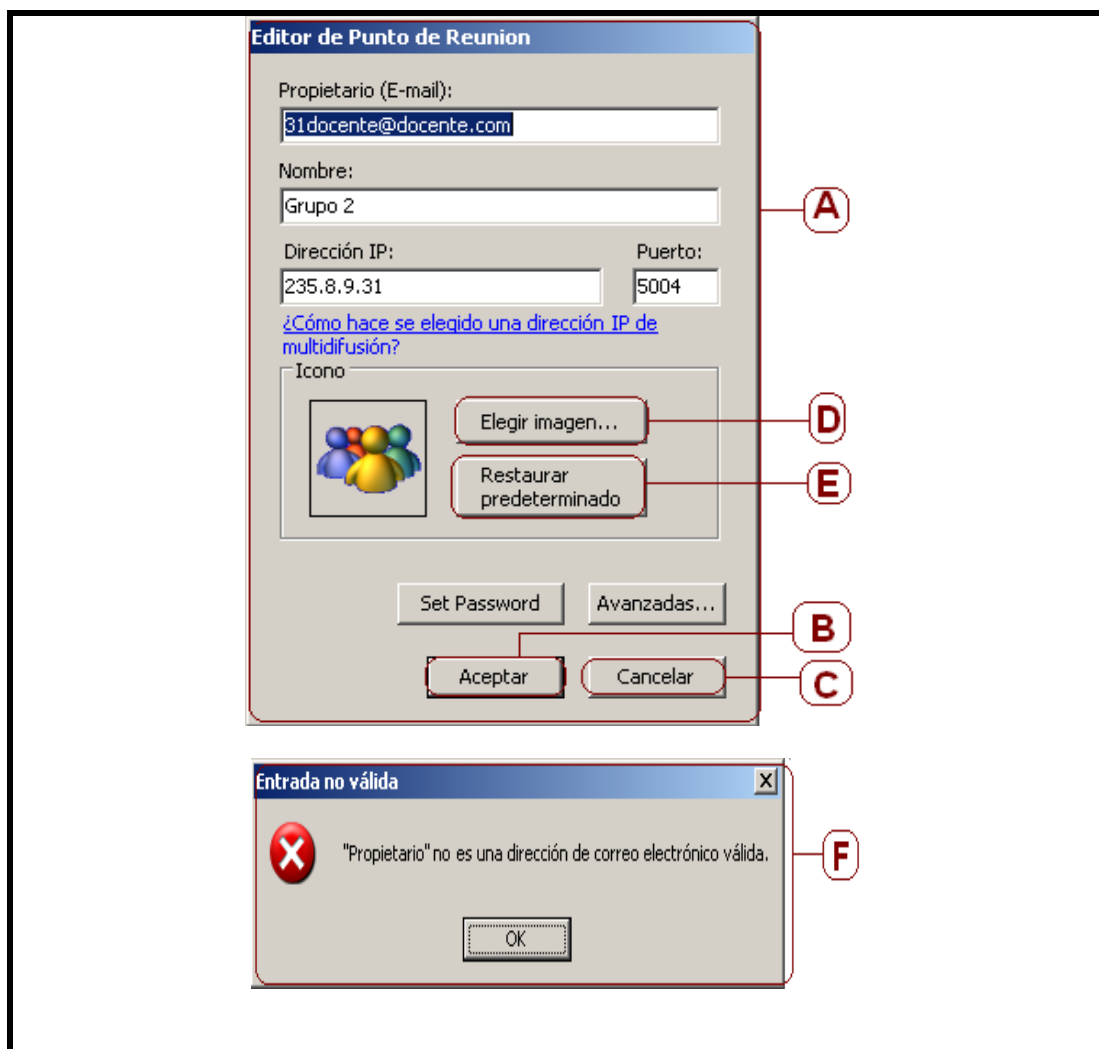 Editor de Punto de Reunion
Propietario (E-mail):
31docente@docente.com
Nombre:
Grupo 2
A
Dirección IP:
Puerto:
235.8.9.31
5004
¿Cómo hace se elegido una dirección IP de
multidifusión?
Icono
Elegir imagen...
D
Restaurar
predeterminado
E
Set Password
Avanzadas...
B
Aceptar
Cancelar
C
Entrada no válida
X
"Propietario" no es una dirección de correo electrónico válida.
F
OK